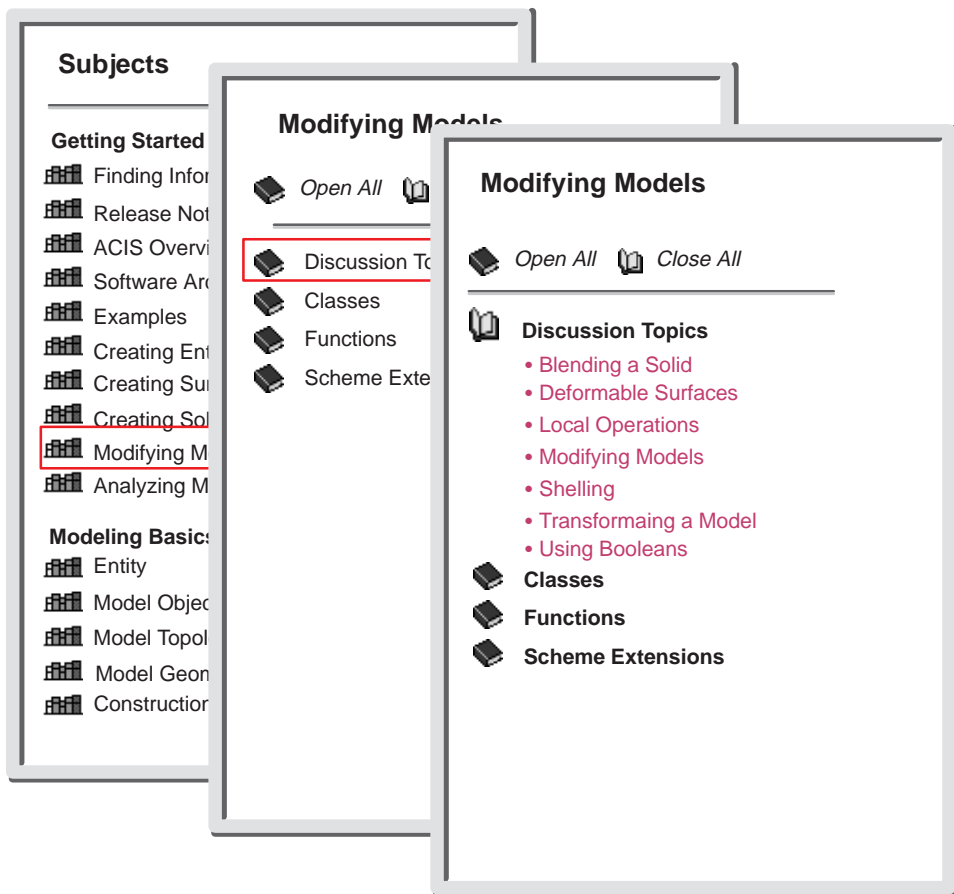 Subjects
Getting Started
Finding Infor
Release Not
ACIS Overvi
Software Arc
Examples
Creating Ent
Creating Sur
Creating Sol
Modifying M
Analyzing M
Modeling Basics
Entity
Model Objec
Model Topol
Model Geon
Construction
Modifying Models
Open All
Discussion To
Classes
Functions
Scheme Exte
Modifying Models
Open All Close All
Discussion Topics
• Blending a Solid
• Deformable Surfaces
• Local Operations
• Modifying Models
• Shelling
• Transformaing a Model
• Using Booleans
Classes
Functions
Scheme Extensions